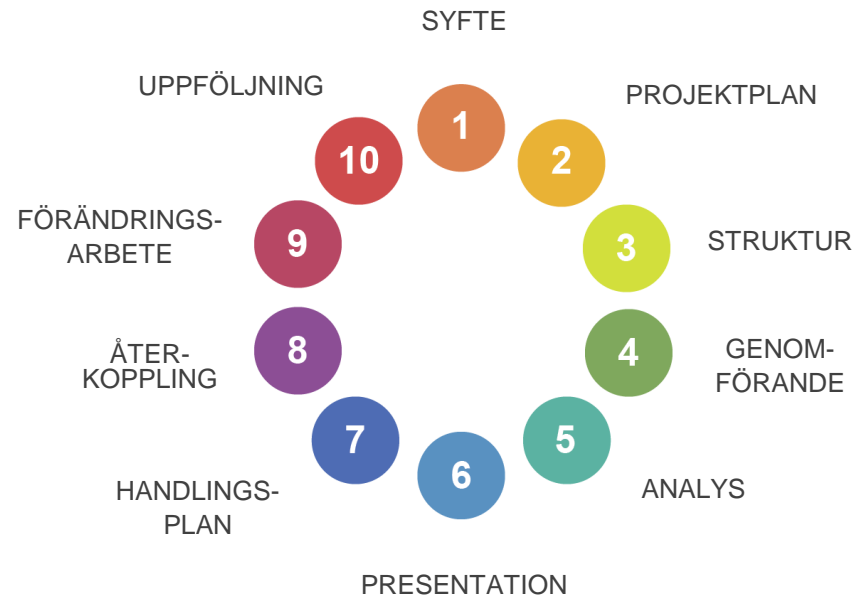 SYFTE
1
PROJEKTPLAN
2
STRUKTUR
3
GENOM-
FÖRANDE
4
ANALYS
5
PRESENTATION
6
HANDLINGS-
PLAN
7
ÅTER-
KOPPLING
8
FÖRÄNDRINGS-
ARBETE
9
UPPFÖLJNING
10